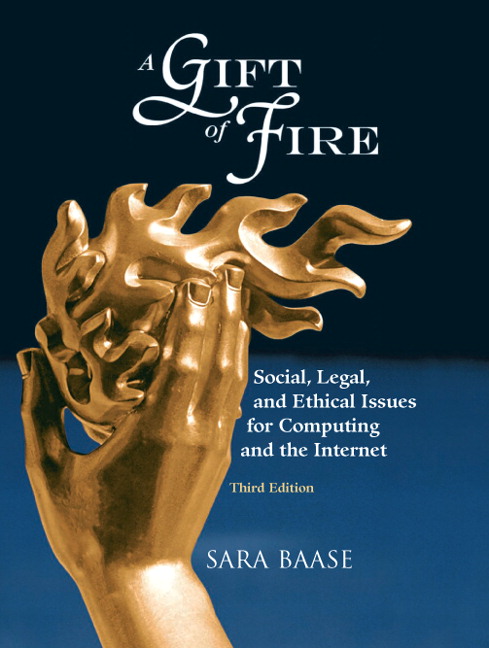 A GIFT
of FIRE
Social, Legal,
and Ethical Issues
for Computing
and the Internet
Third Edition
SARA BAASE